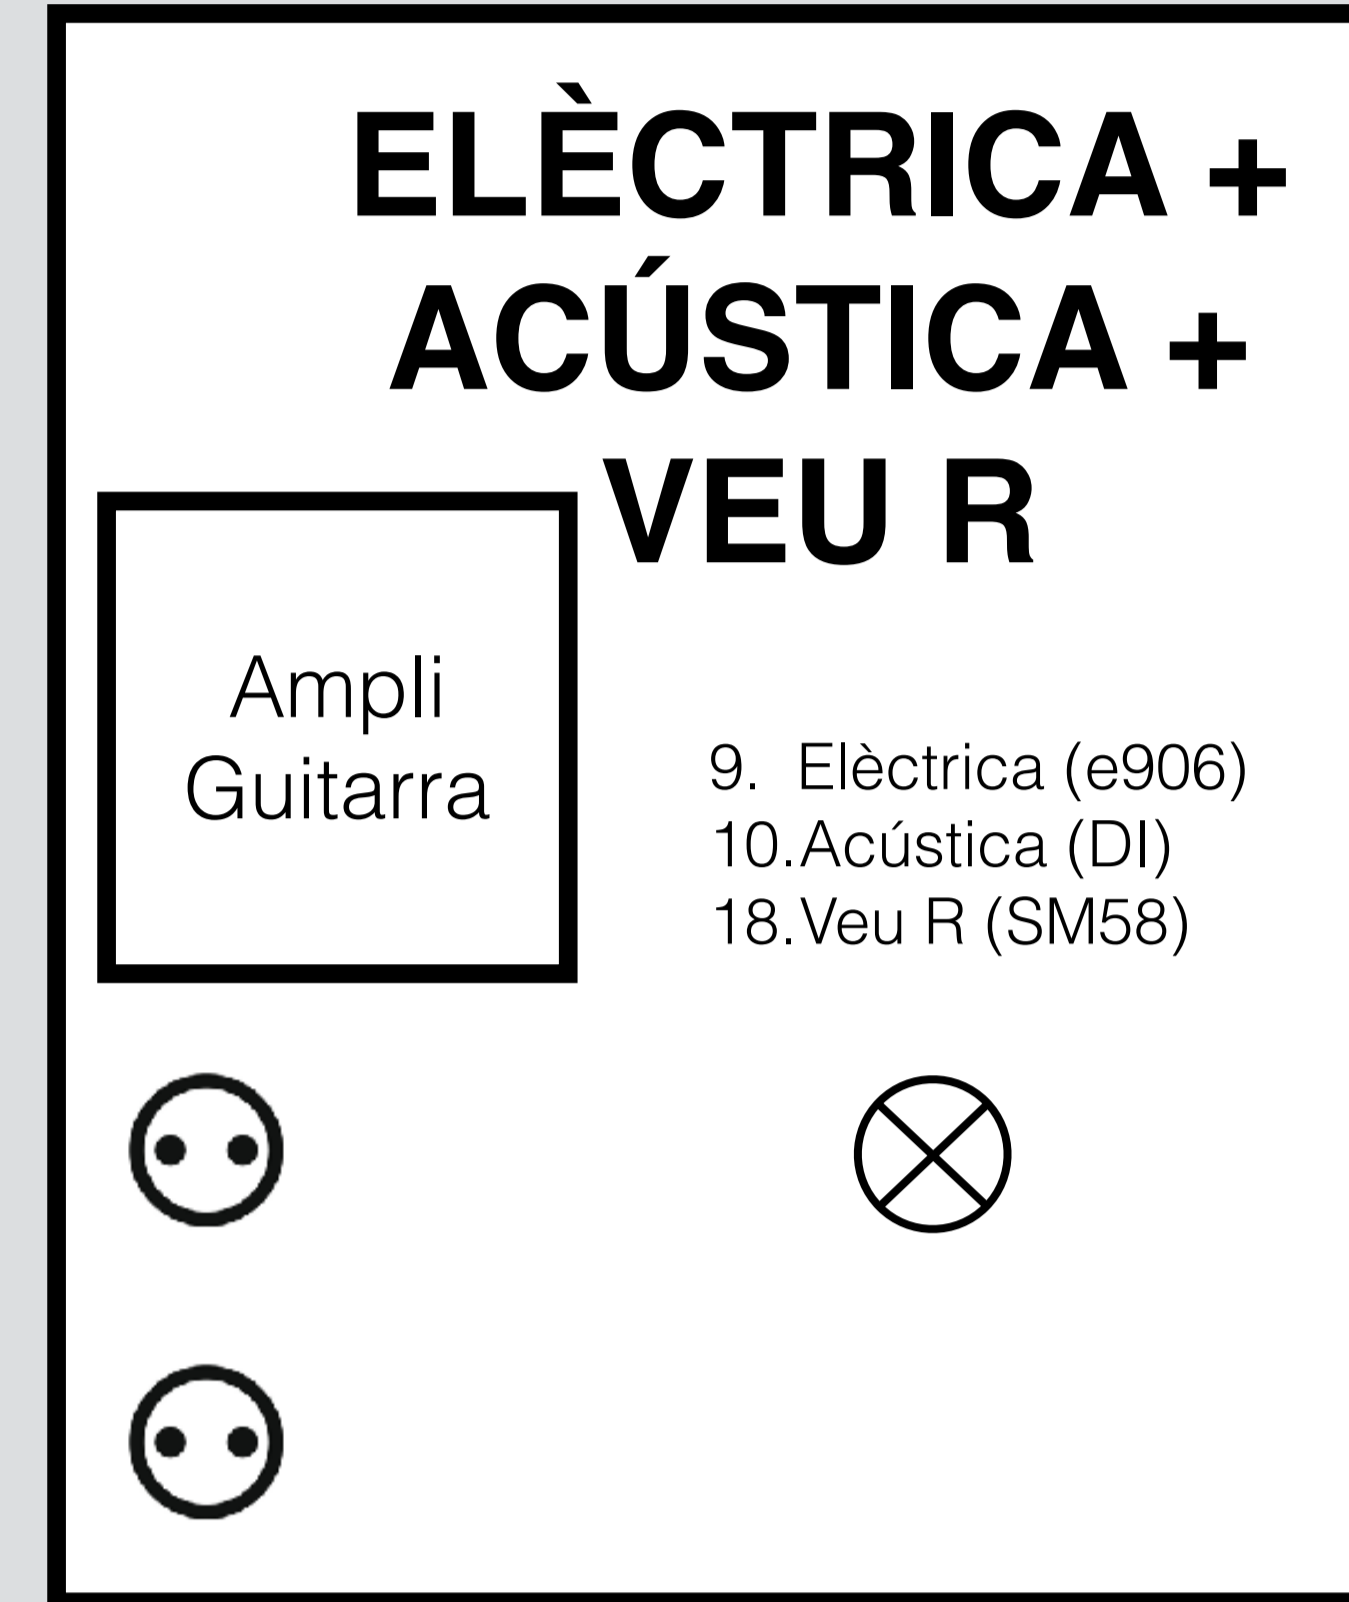 ELÈCTRICA +
ACÚSTICA +
VEU R
Ampli
Guitarra
9. Elèctrica (e906)
10.Acústica (DI)
18.Veu R (SM58)